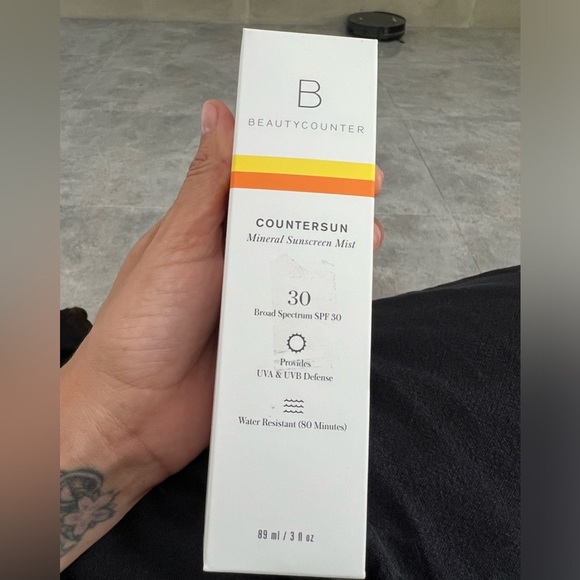 B
BEAUTYCOUNTER
COUNTERSUN
Mineral Sunscreen Mist
30
Broad Spectrum SPF 30
Provides
UVA & UVB Defense
Water Resistant (80 Minutes)
89 ml / 3 fl oz